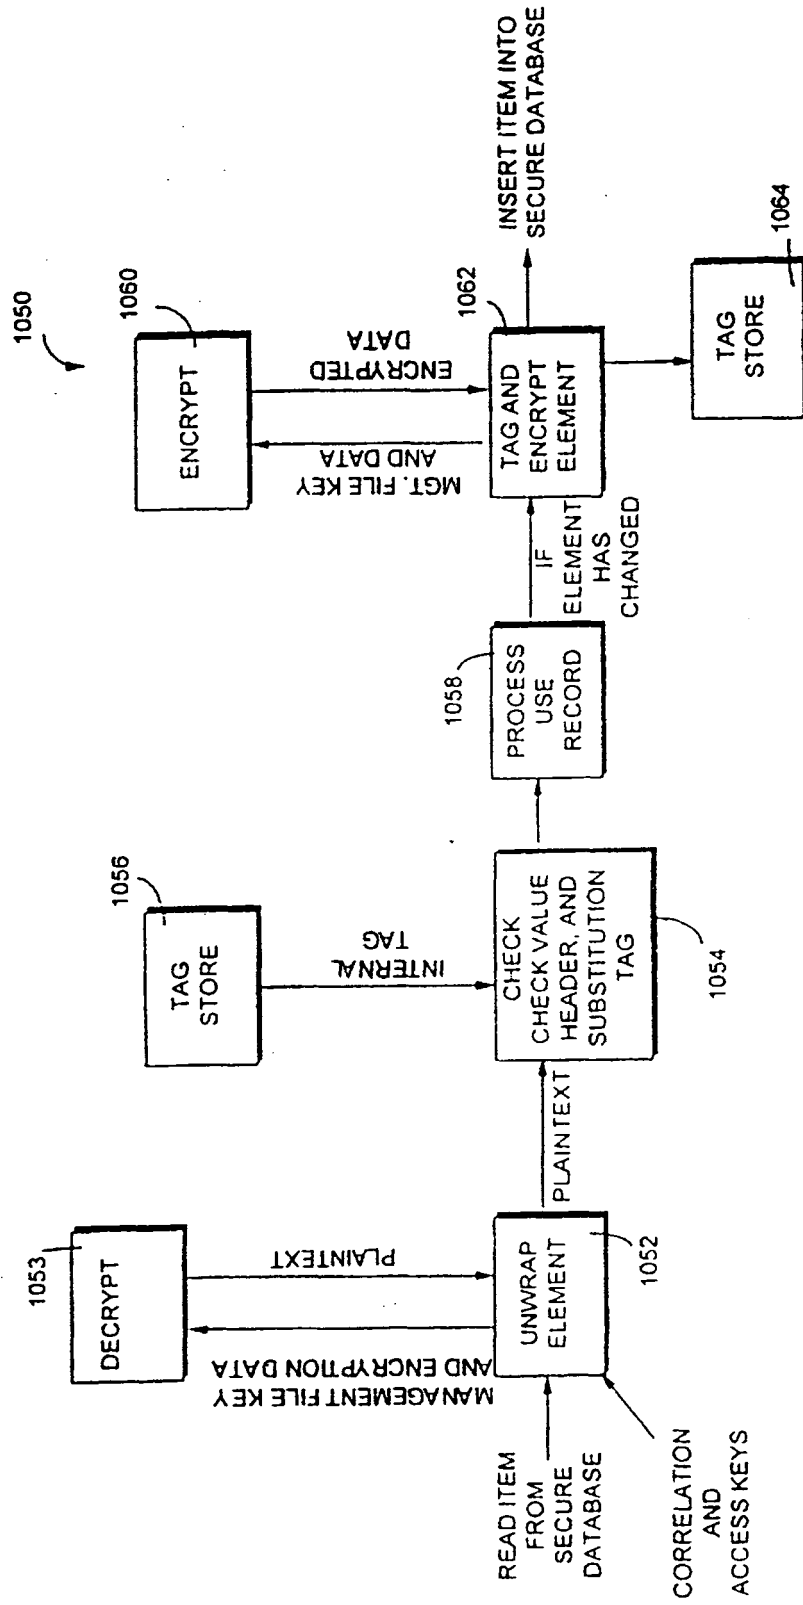 1050
1053
DECRYPT
MANAGEMENT FILE KEY
AND ENCRYPTION DATA
PLAINTEXT
READ ITEM
FROM
SECURE
DATABASE
CORRELATION
AND
ACCESS KEYS
UNWRAP
ELEMENT
1052
PLAINTEXT
1056
TAG
STORE
INTERNAL
TAG
CHECK
CHECK VALUE
HEADER, AND
SUBSTITUTION
TAG
1054
1058
PROCESS
USE
RECORD
IF
ELEMENT
HAS
CHANGED
1060
ENCRYPT
MGT. FILE KEY
AND DATA
ENCRYPTED
DATA
1062
TAG AND
ENCRYPT
ELEMENT
INSERT ITEM INTO
SECURE DATABASE
TAG
STORE
1064